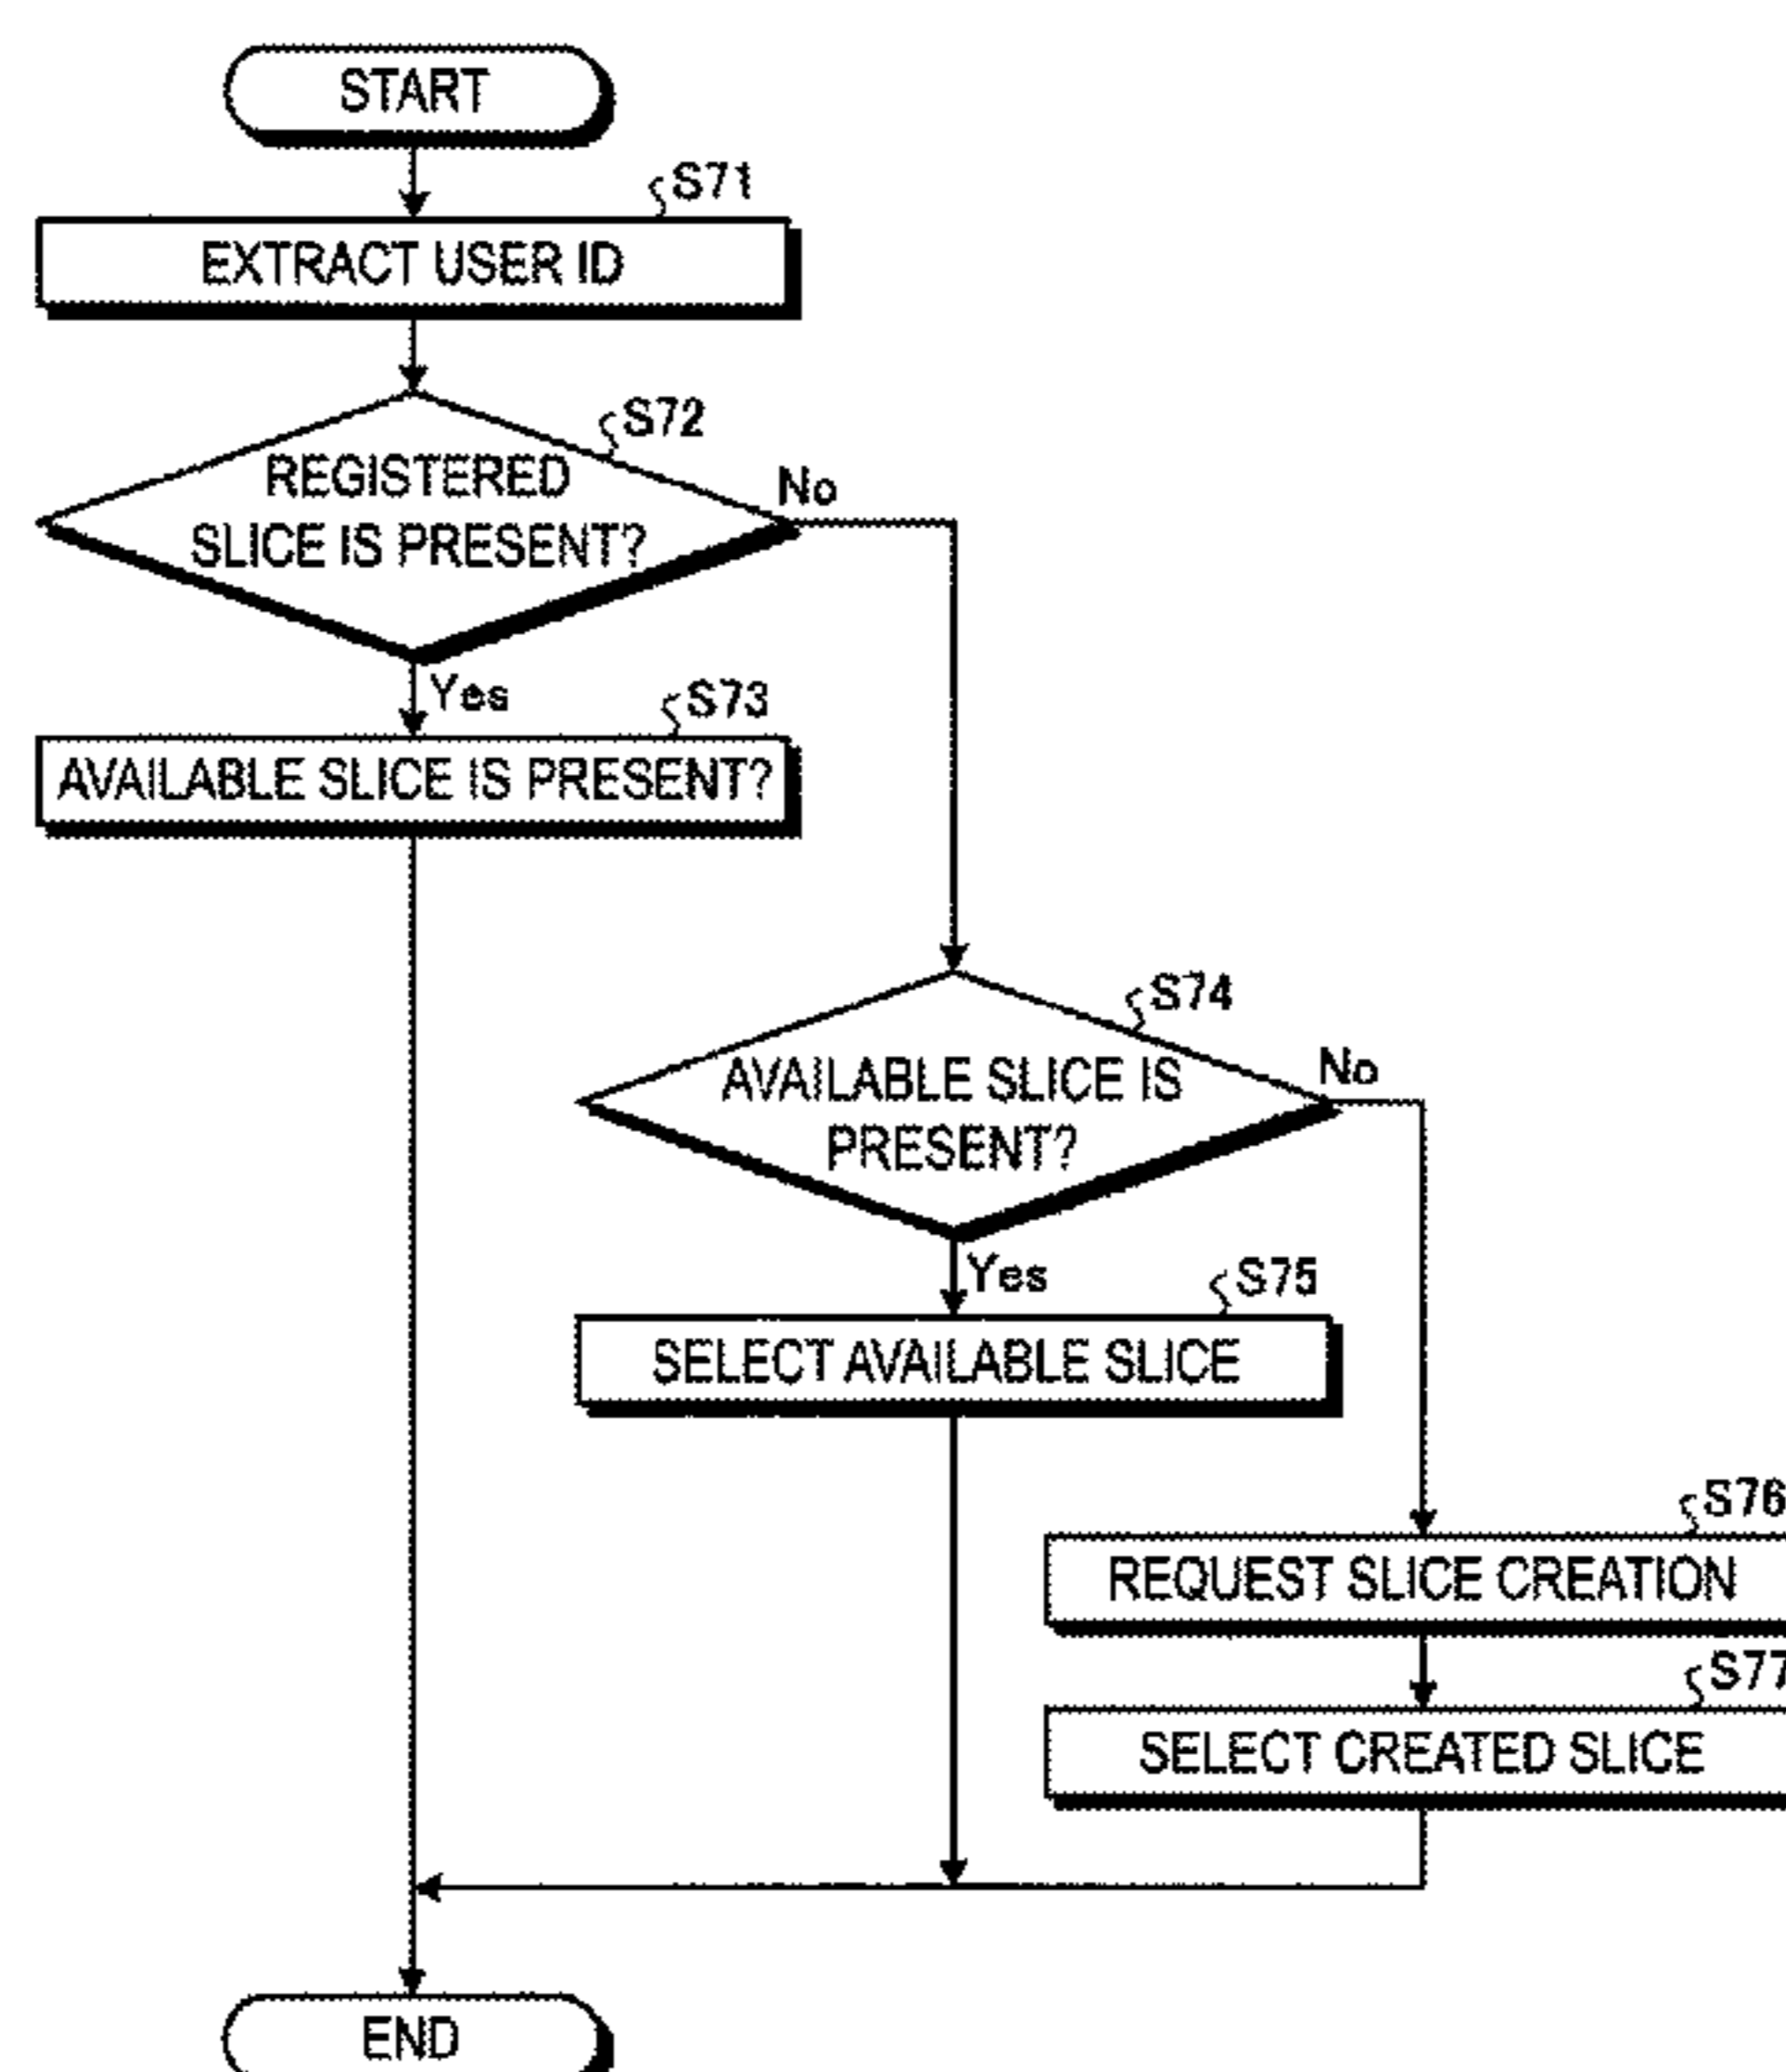 START
S71
EXTRACT USER ID
S72
REGISTERED
SLICE IS PRESENT?
No
Yes
S73
AVAILABLE SLICE IS PRESENT?
S74
AVAILABLE SLICE IS
PRESENT?
No
Yes
S75
SELECT AVAILABLE SLICE
S76
REQUEST SLICE CREATION
S77
SELECT CREATED SLICE
END